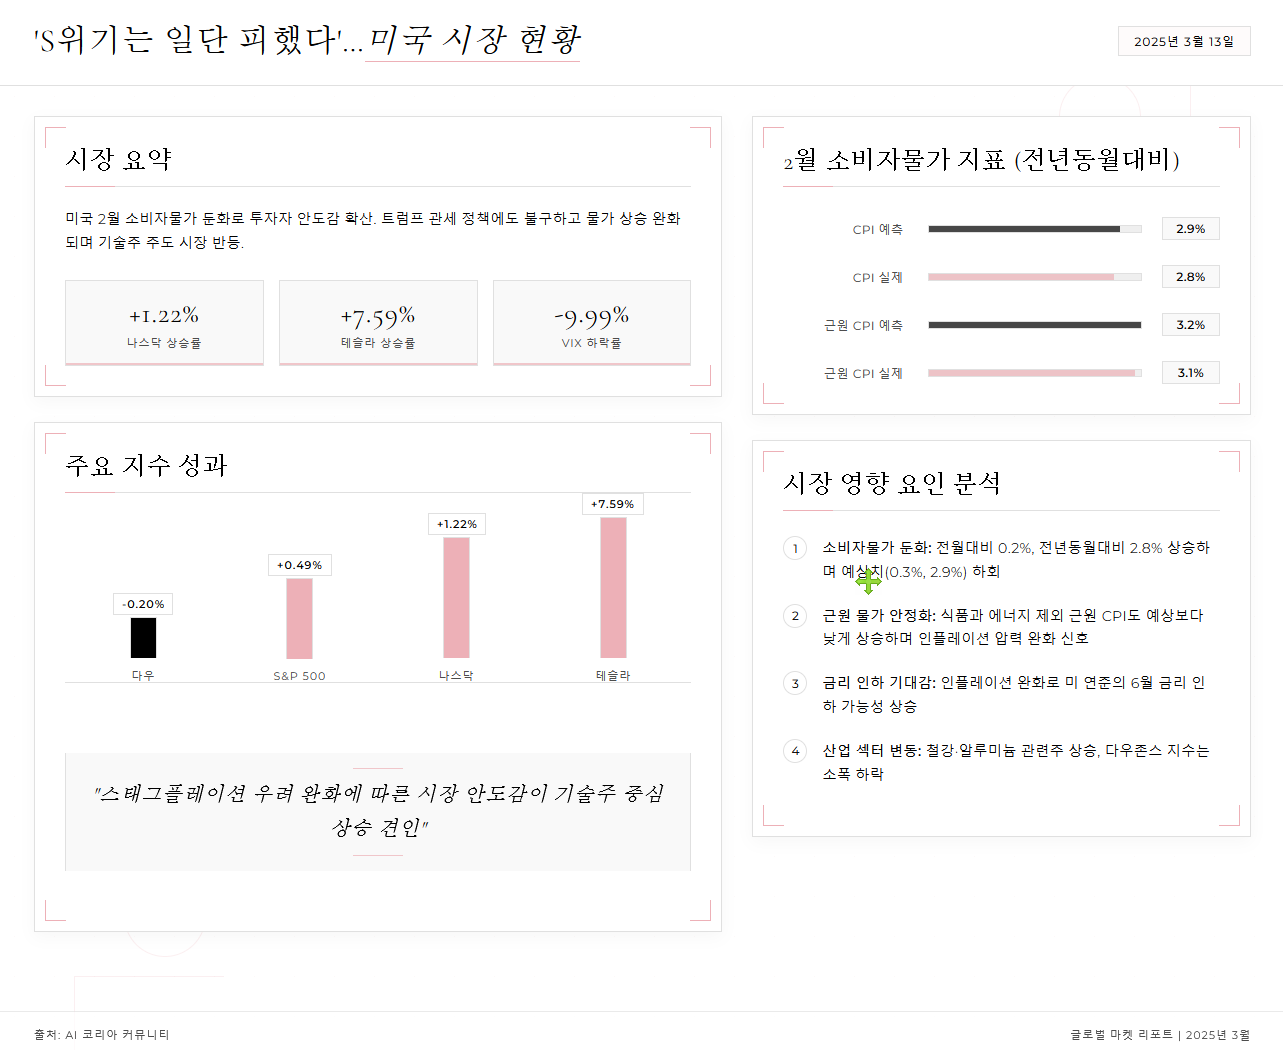 'S위기는 일단 피했다'...미국 시장 현황
2025년 3월 13일
시장 요약
미국 2월 소비자물가 둔화로 투자자 안도감 확산. 트럼프 관세 정책에도 불구하고 물가 상승 완화
되며 기술주 주도 시장 반등.
+1.22%
나스닥 상승률
+7.59%
테슬라 상승률
-9.99%
VIX 하락률
주요 지수 성과
-0.20%
다우
+0.49%
S&P 500
+1.22%
나스닥
+7.59%
테슬라
"스태그플레이션 우려 완화에 따른 시장 안도감이 기술주 중심
상승 견인"
2월 소비자물가 지표 (전년동월대비)
CPI 예측
2.9%
CPI 실제
2.8%
근원 CPI 예측
3.2%
근원 CPI 실제
3.1%
시장 영향 요인 분석
1 소비자물가 둔화: 전월대비 0.2%, 전년동월대비 2.8% 상승하
며 예상치(0.3%, 2.9%) 하회
2 근원 물가 안정화: 식품과 에너지 제외 근원 CPI도 예상보다
낮게 상승하며 인플레이션 압력 완화 신호
3 금리 인하 기대감: 인플레이션 완화로 미 연준의 6월 금리 인
하 가능성 상승
4 산업 섹터 변동: 철강·알루미늄 관련주 상승, 다우존스 지수는
소폭 하락
출처: AI 코리아 커뮤니티
글로벌 마켓 리포트 | 2025년 3월